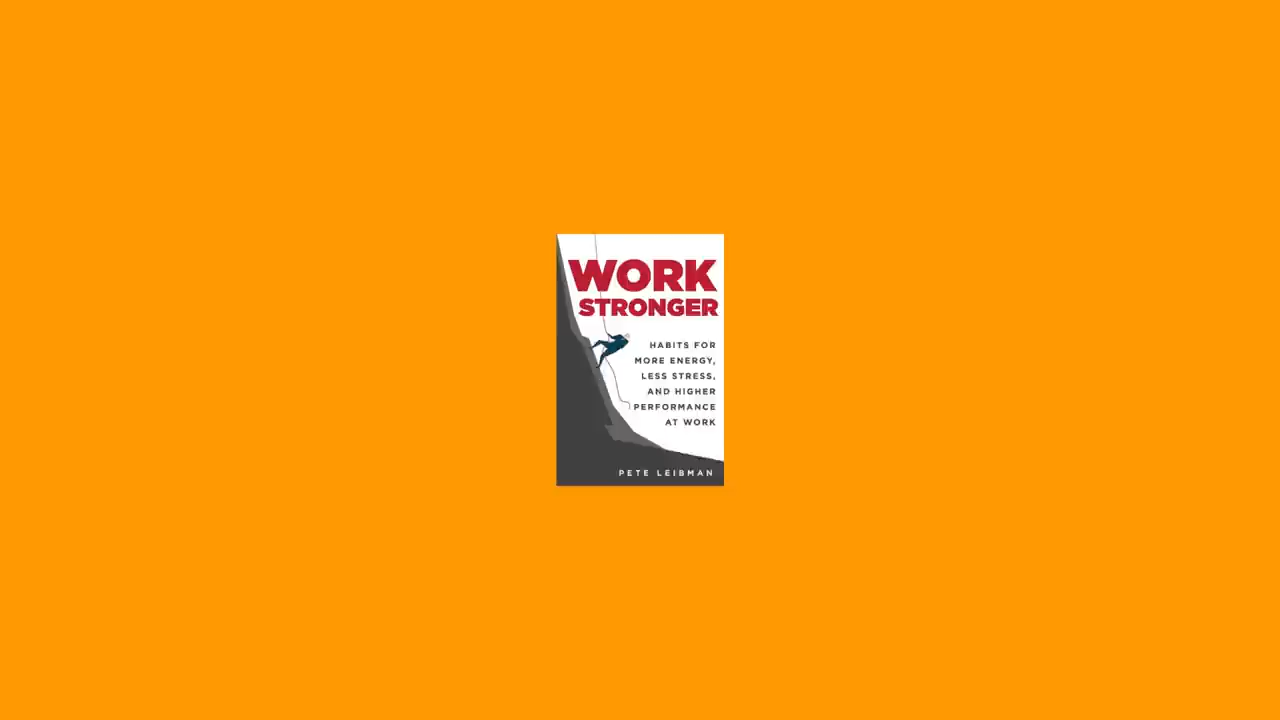 WORK
STRONGER
HABITS FOR
MORE ENERGY,
LESS STRESS,
AND HIGHER
PERFORMANCE
AT WORK
PETE LEIBMAN